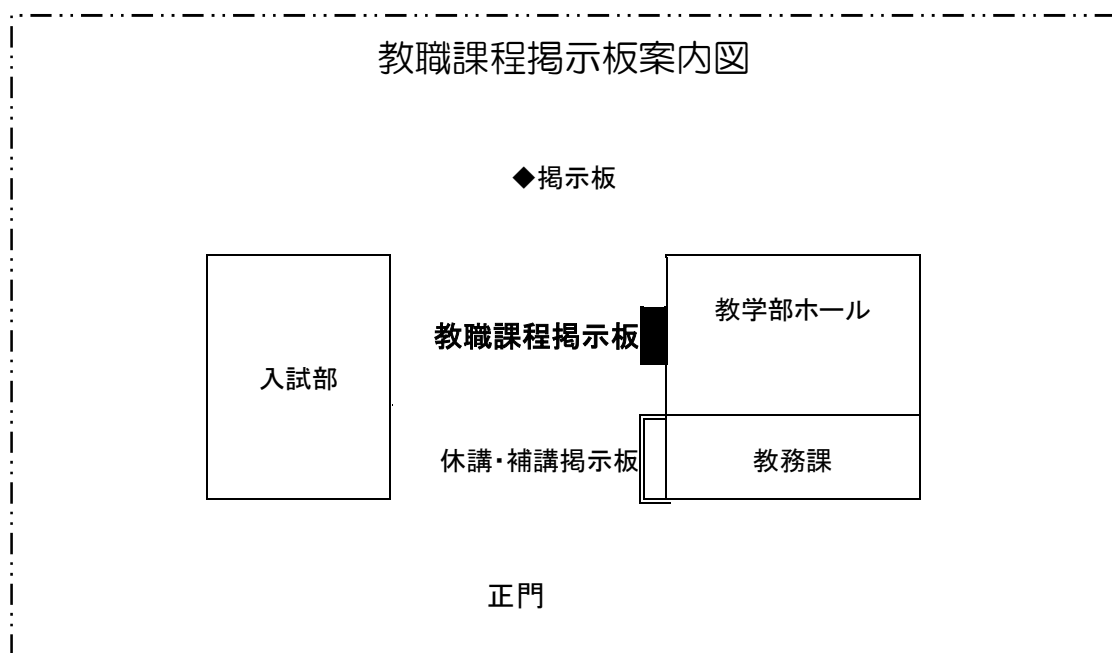 教職課程掲示板案内図
◆掲示板
教学部ホール
教職課程掲示板
入試部
休講・補講掲示板
教務課
正門